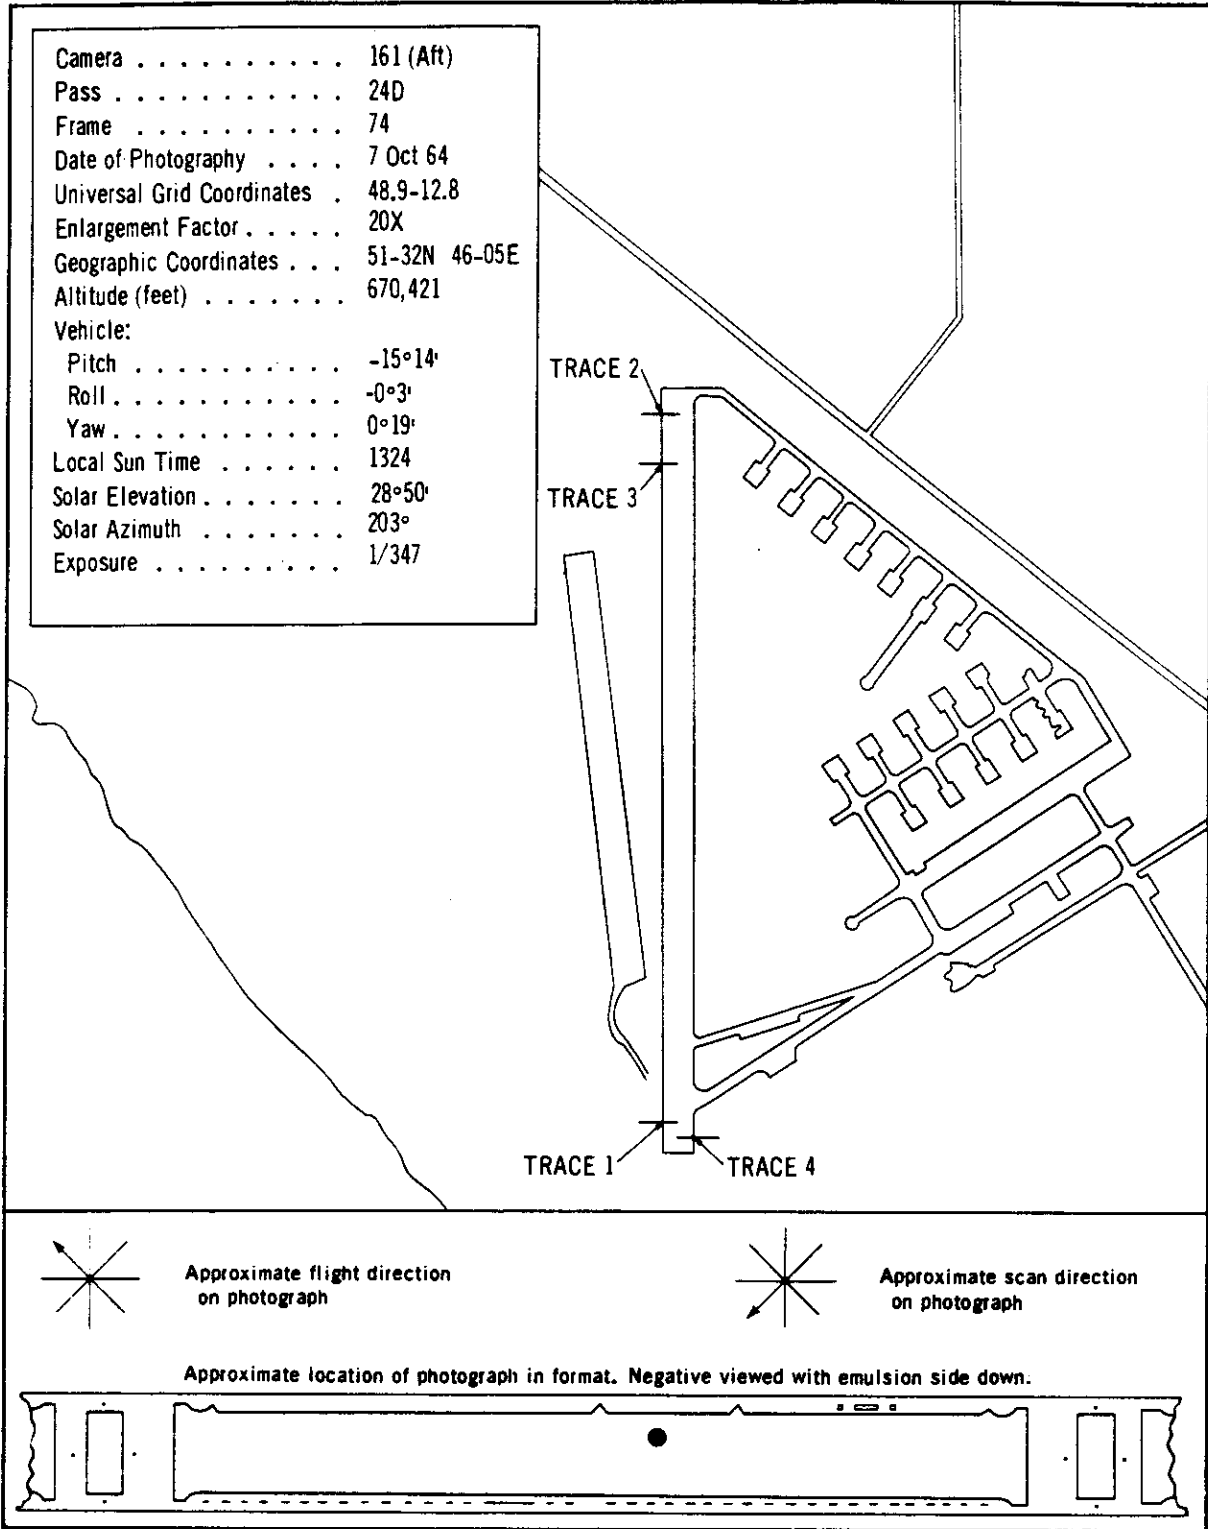 Camera . . . . . . . . . . 161 (Aft)
Pass . . . . . . . . . . . 24D
Frame . . . . . . . . . . 74
Date of Photography . . . . 7 Oct 64
Universal Grid Coordinates . 48.9-12.8
Enlargement Factor . . . . . 20X
Geographic Coordinates . . . 51-32N 46-05E
Altitude (feet) . . . . . . . 670,421
Vehicle:
Pitch . . . . . . . . . . -15°14'
Roll . . . . . . . . . . . -0°3'
Yaw . . . . . . . . . . . 0°19'
Local Sun Time . . . . . . 1324
Solar Elevation . . . . . . . 28°50'
Solar Azimuth . . . . . . . 203°
Exposure . . . . . . . . . 1/347
TRACE 2
TRACE 3
TRACE 1
TRACE 4
Approximate flight direction
on photograph
Approximate scan direction
on photograph
Approximate location of photograph in format. Negative viewed with emulsion side down.